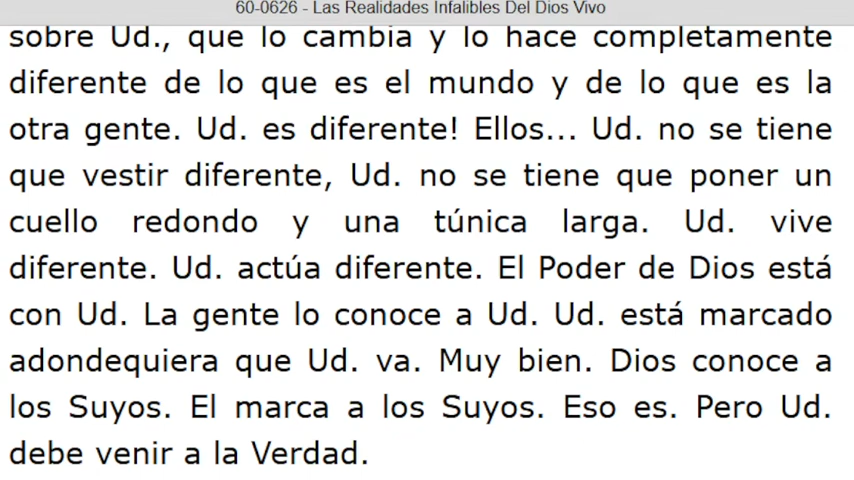 60-0626 - Las Realidades Infalibles Del Dios Vivo
sobre Ud., que lo cambia y lo hace completamente
diferente de lo que es el mundo y de lo que es la
otra gente. Ud. es diferente! Ellos... Ud. no se tiene
que vestir diferente, Ud. no se tiene que poner un
cuello redondo y una túnica larga. Ud. vive
diferente. Ud. actúa diferente. El Poder de Dios está
con Ud. La gente lo conoce a Ud. Ud. está marcado
adondequiera que Ud. va. Muy bien. Dios conoce a
los Suyos. El marca a los Suyos. Eso es. Pero Ud.
debe venir a la Verdad.